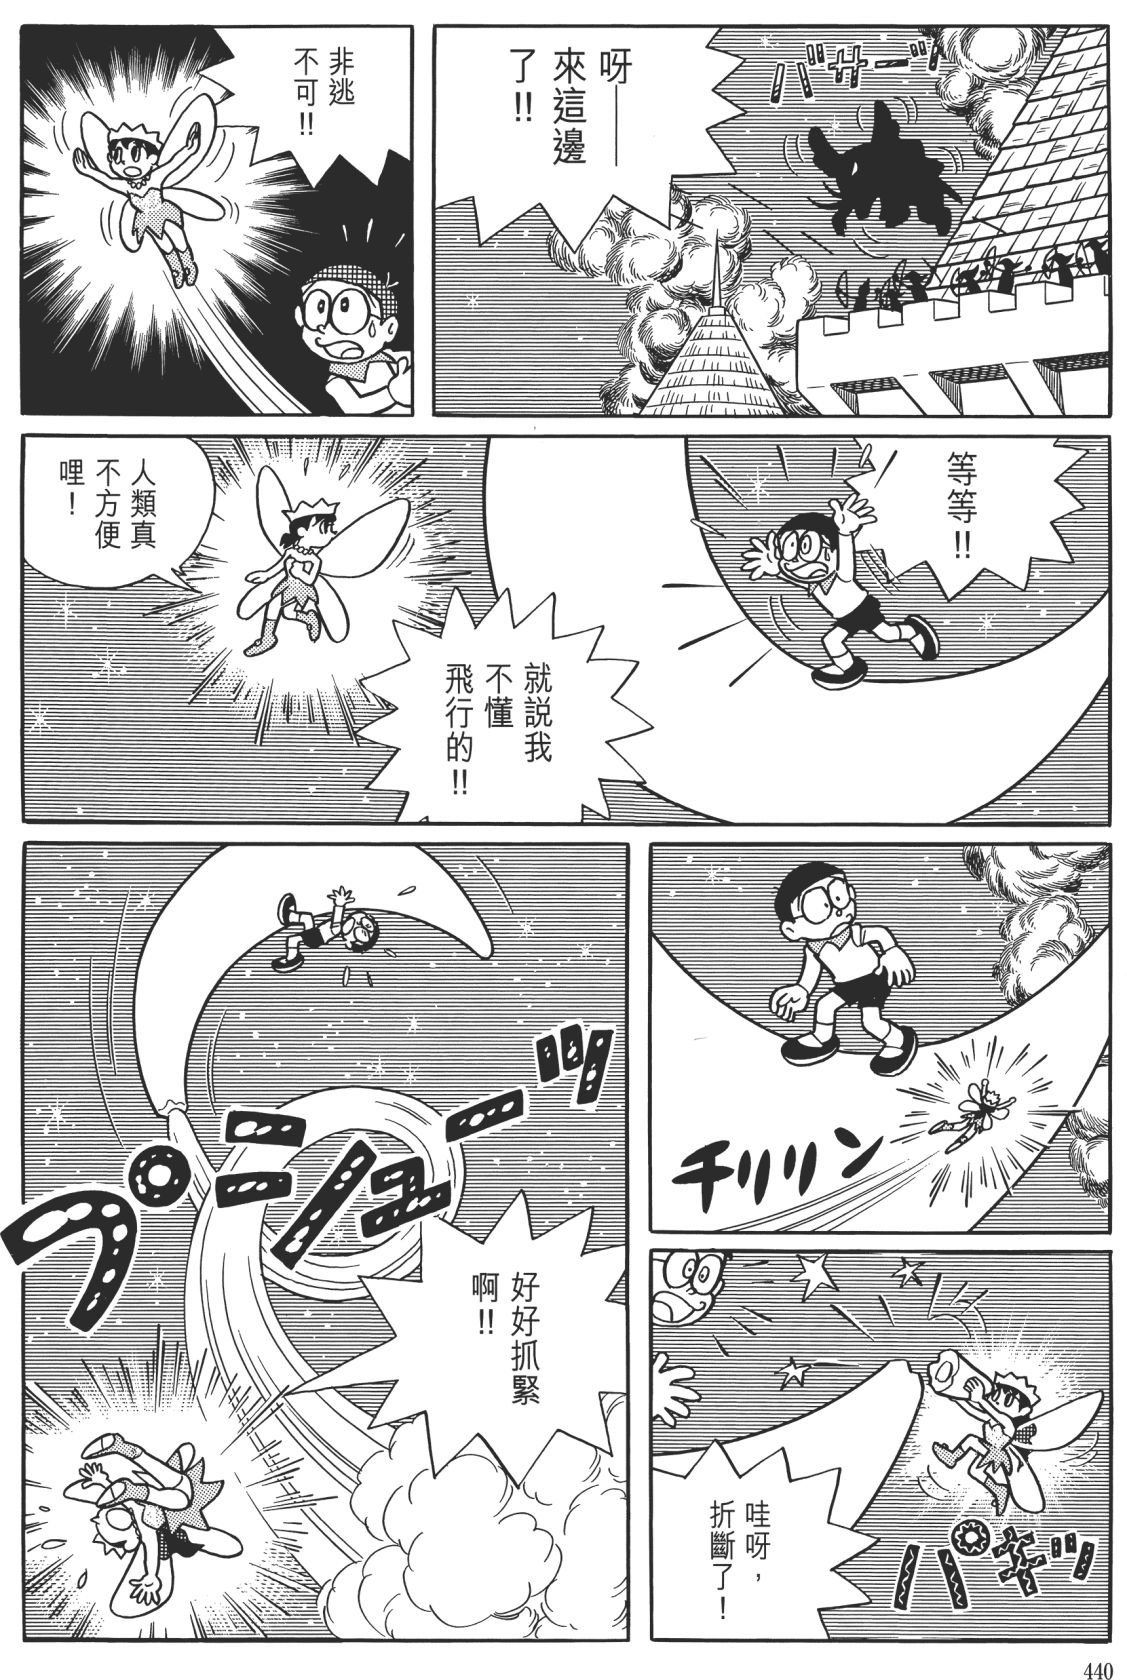 バサーッ
呀——
來這邊
了!!
非逃
不可!!
等等!!
就説我
不懂
飛行的!!
人類真
不方便
哩！
チリリン
パキッ
哇呀，
折斷了！
プシューッ
好好抓緊
啊!!
440